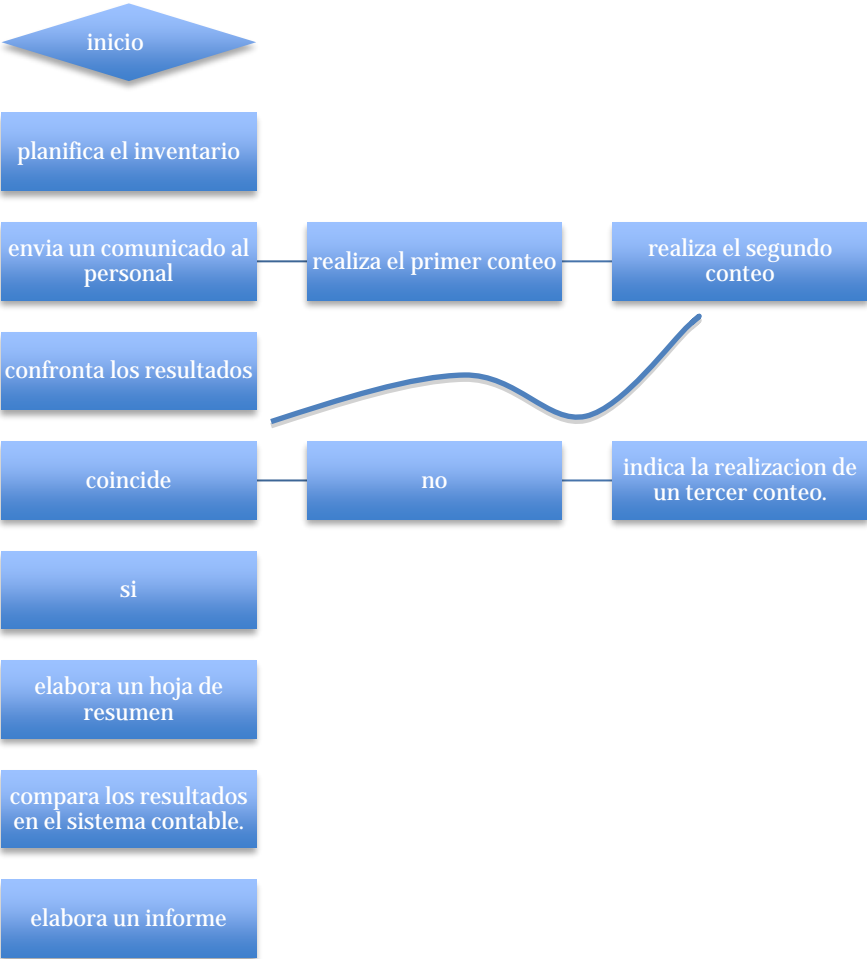 inicio
planifica el inventario
envia un comunicado al
personal
realiza el primer conteo
realiza el segundo
conteo
confronta los resultados
coincide
no
indica la realizacion de
un tercer conteo.
si
elabora un hoja de
resumen
compara los resultados
en el sistema contable.
elabora un informe